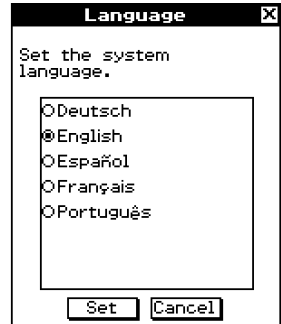 Language
Set the system
language.
Deutsch
English
Español
Français
Português
Set
Cancel